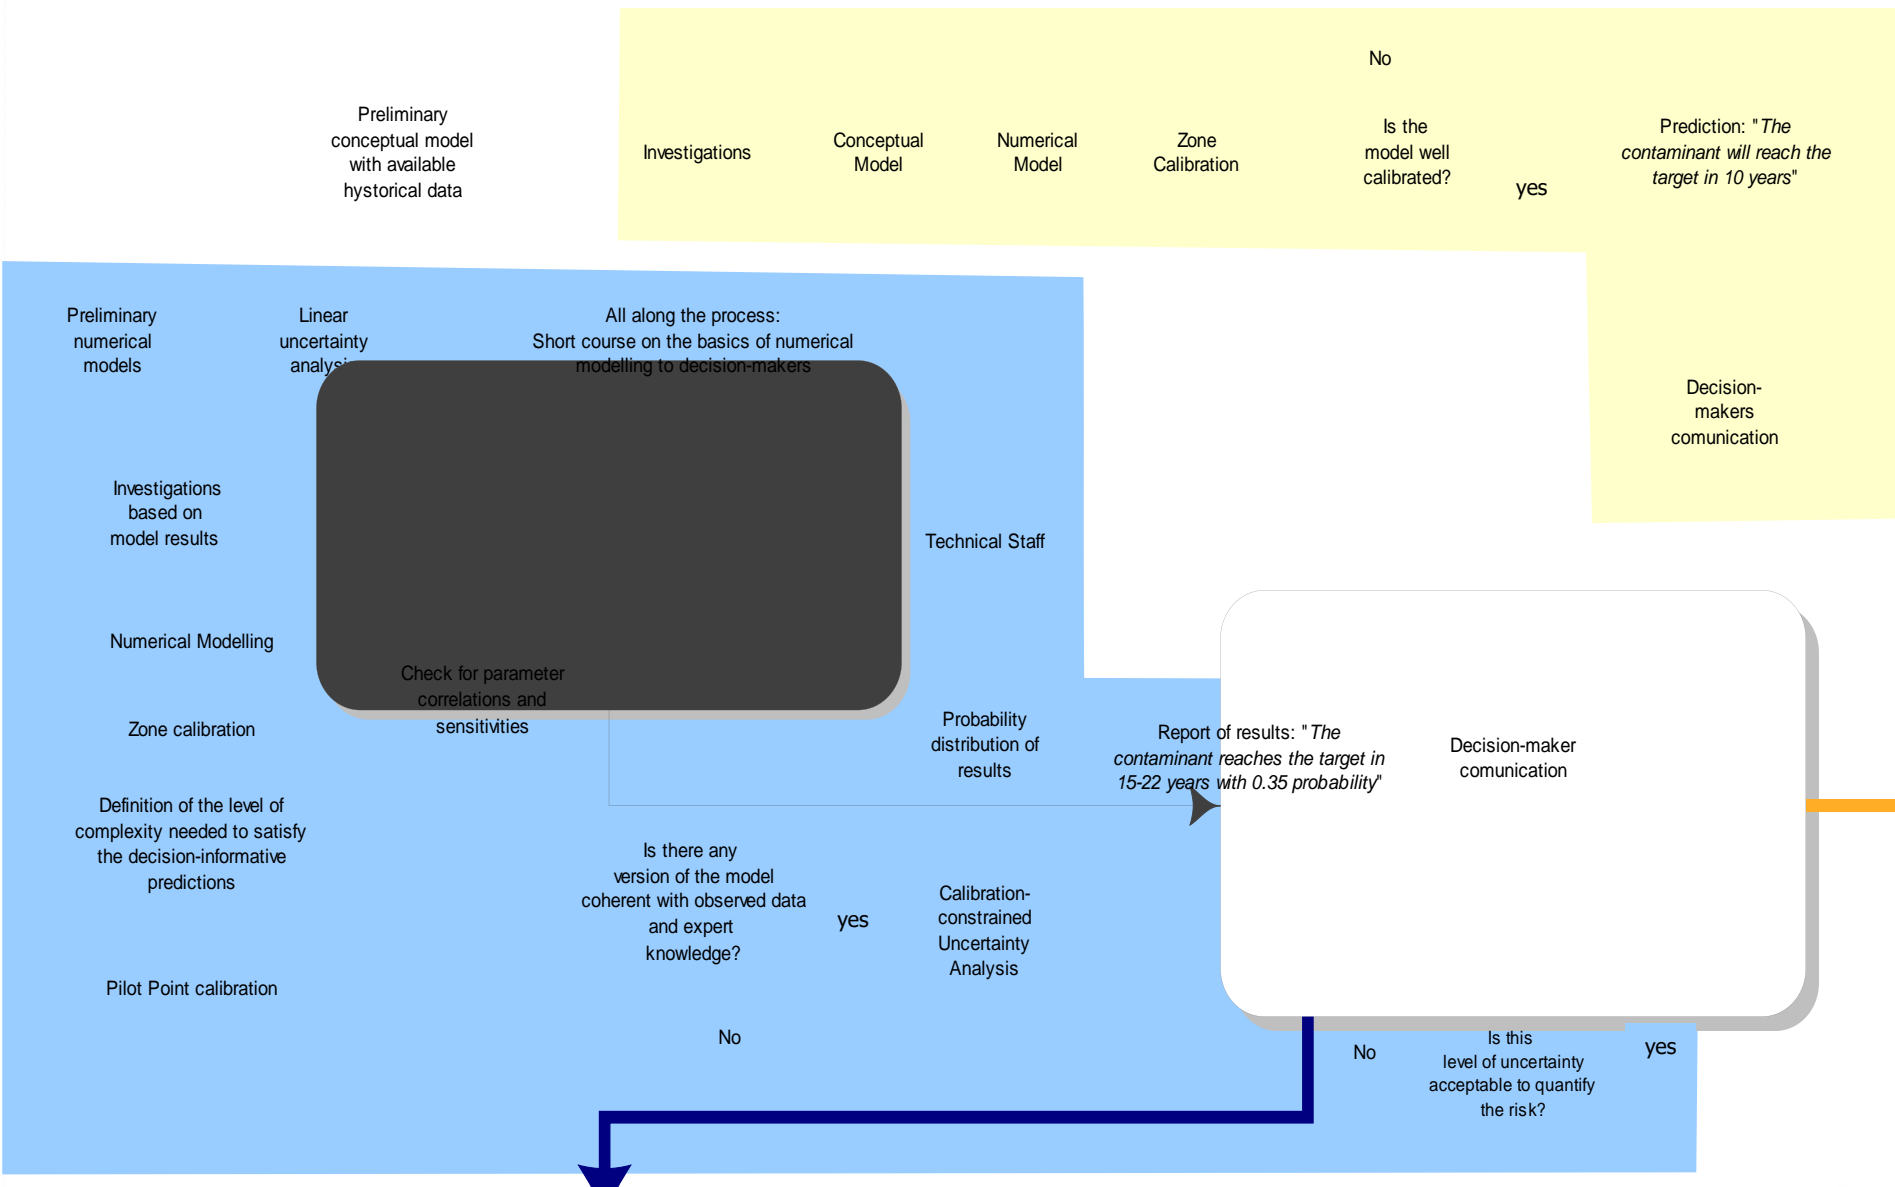 No
Preliminary
conceptual model
with available
hystorical data
Investigations
Conceptual
Model
Numerical
Model
Zone
Calibration
Is the
model well
calibrated?
yes
Prediction: "The
contaminant will reach the
target in 10 years"
Decision-
makers
comunication
Preliminary
numerical
models
Linear
uncertainty
analysis
All along the process:
Short course on the basics of numerical
modelling to decision-makers
Investigations
based on
model results
Technical Staff
Numerical Modelling
Check for parameter
correlations and
sensitivities
Zone calibration
Probability
distribution of
results
Report of results: "The
contaminant reaches the target in
15-22 years with 0.35 probability"
Decision-maker
comunication
Definition of the level of
complexity needed to satisfy
the decision-informative
predictions
Is there any
version of the model
coherent with observed data
and expert
knowledge?
yes
Calibration-
constrained
Uncertainty
Analysis
Pilot Point calibration
No
No
Is this
level of uncertainty
acceptable to quantify
the risk?
yes